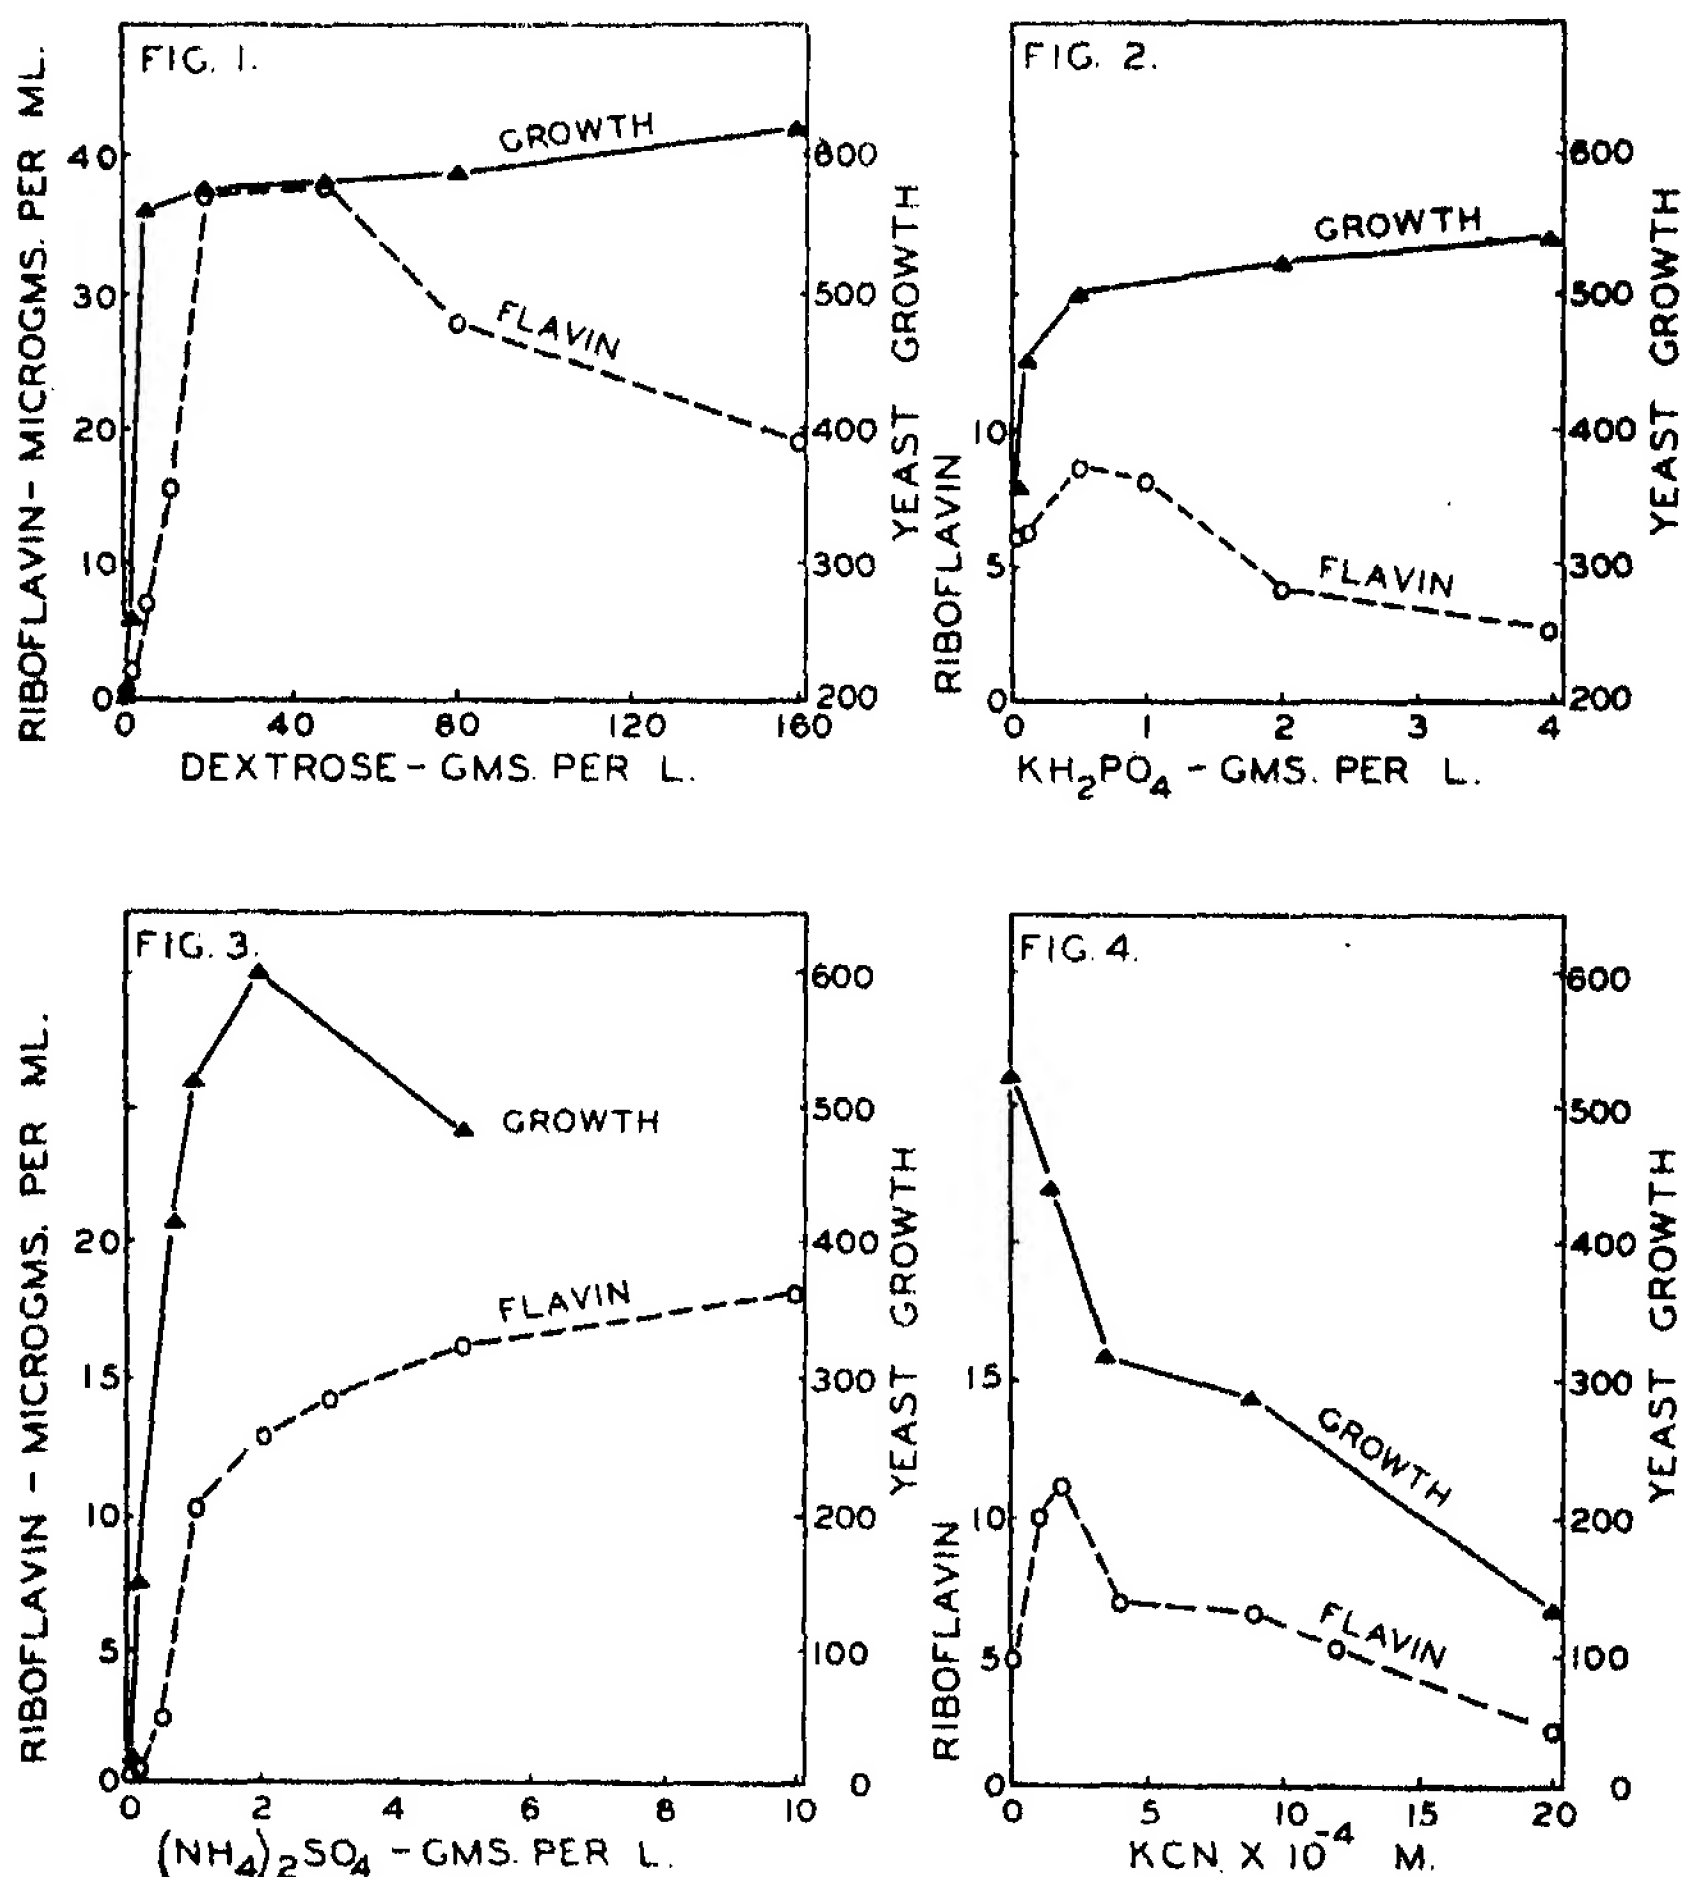 FIG. 1.
RIBOFLAVIN - MICROGMS. PER ML.
40
30
20
10
0
GROWTH
FLAVIN
600
500
400
300
200
YEAST GROWTH
0 40 80 120 160
DEXTROSE - GMS. PER L.
FIG. 2.
RIBOFLAVIN
10
5
0
GROWTH
FLAVIN
600
500
400
300
200
YEAST GROWTH
0 1 2 3 4
KH2PO4 - GMS. PER L.
FIG. 3.
RIBOFLAVIN - MICROGMS. PER ML.
20
15
10
5
0
GROWTH
FLAVIN
600
500
400
300
200
100
0
YEAST GROWTH
0 2 4 6 8 10
(NH4)2SO4 - GMS. PER L.
FIG. 4.
RIBOFLAVIN
15
10
5
0
GROWTH
FLAVIN
600
500
400
300
200
100
0
YEAST GROWTH
0 5 10 15 20
KCN X 10-4 M.